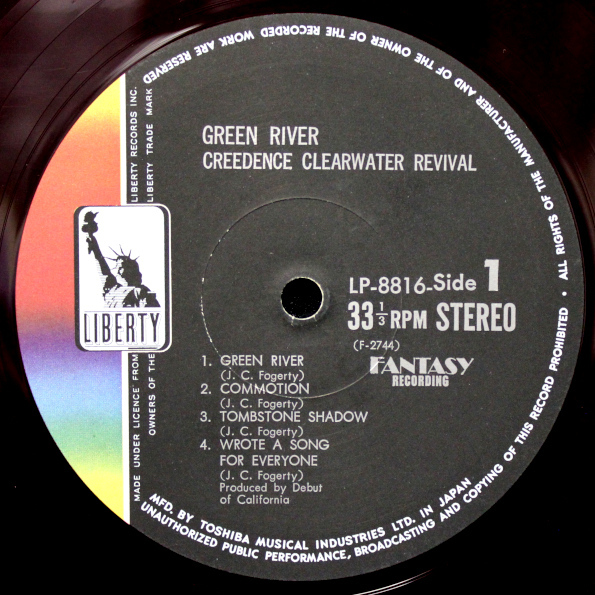 GREEN RIVER
CREEDENCE CLEARWATER REVIVAL
LP-8816-Side 1
33 1/3 RPM STEREO
(F-2744)
FANTASY
RECORDING
1. GREEN RIVER
(J. C. Fogerty)
2. COMMOTION
(J. C. Fogerty)
3. TOMBSTONE SHADOW
(J. C. Fogerty)
4. WROTE A SONG
FOR EVERYONE
(J. C. Fogerty)
Produced by Debut
of California
LIBERTY
MADE UNDER LICENCE FROM LIBERTY RECORDS INC.
OWNERS OF THE LIBERTY TRADE MARK
MFD. BY TOSHIBA MUSICAL INDUSTRIES LTD. IN JAPAN
ALL RIGHTS OF THE MANUFACTURER AND OF THE OWNER OF THE RECORDED WORK ARE RESERVED
UNAUTHORIZED PUBLIC PERFORMANCE, BROADCASTING AND COPYING OF THIS RECORD PROHIBITED •